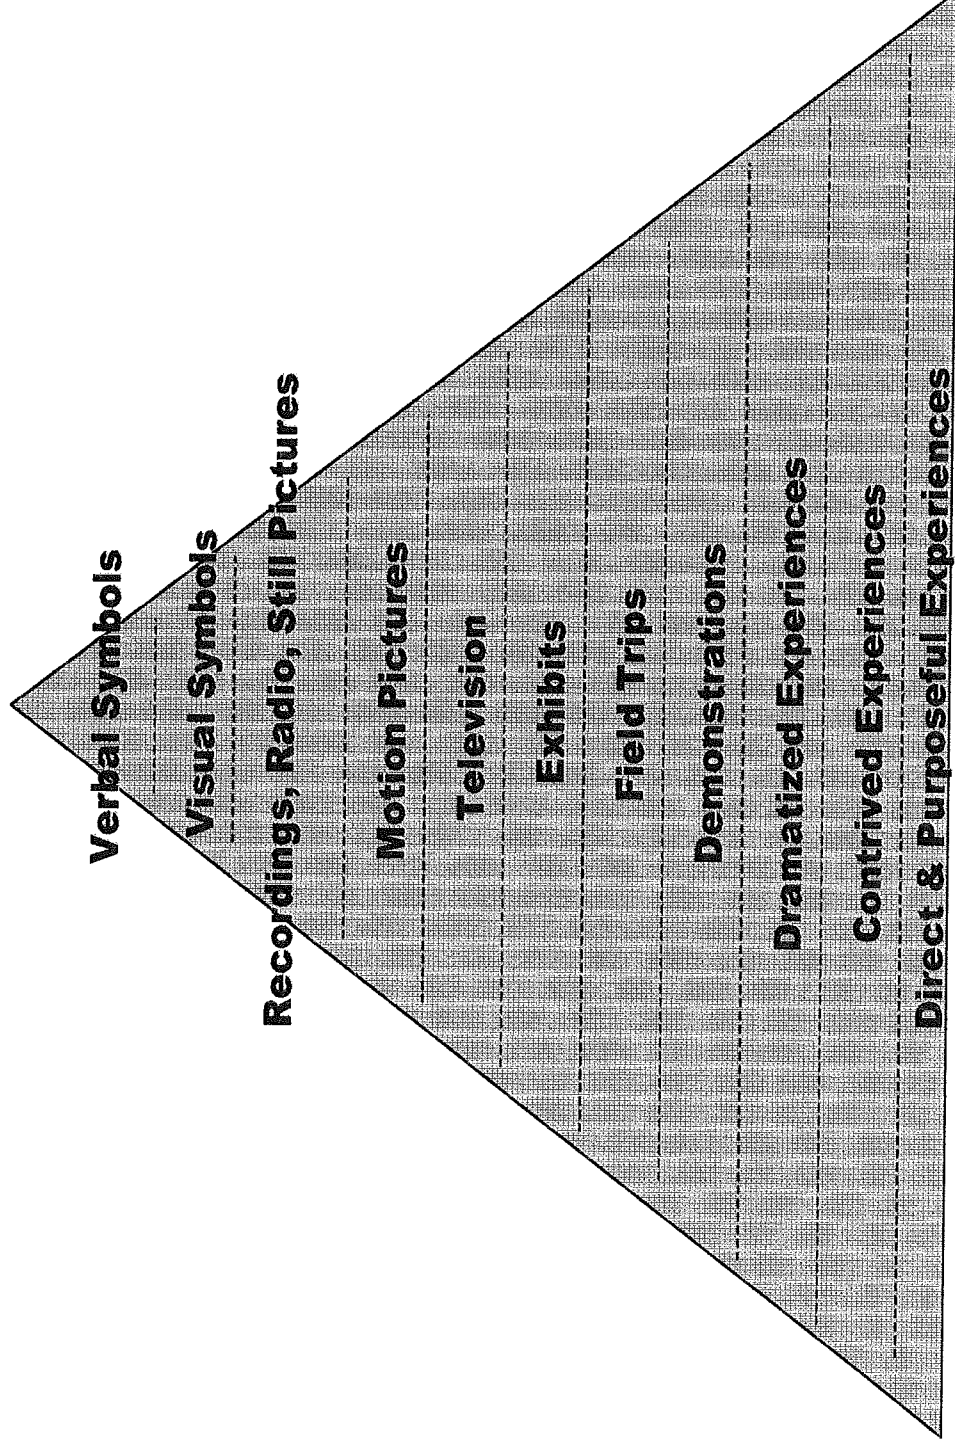 Verbal Symbols
Visual Symbols
Recordings, Radio, Still Pictures
Motion Pictures
Television
Exhibits
Field Trips
Demonstrations
Dramatized Experiences
Contrived Experiences
Direct & Purposeful Experiences